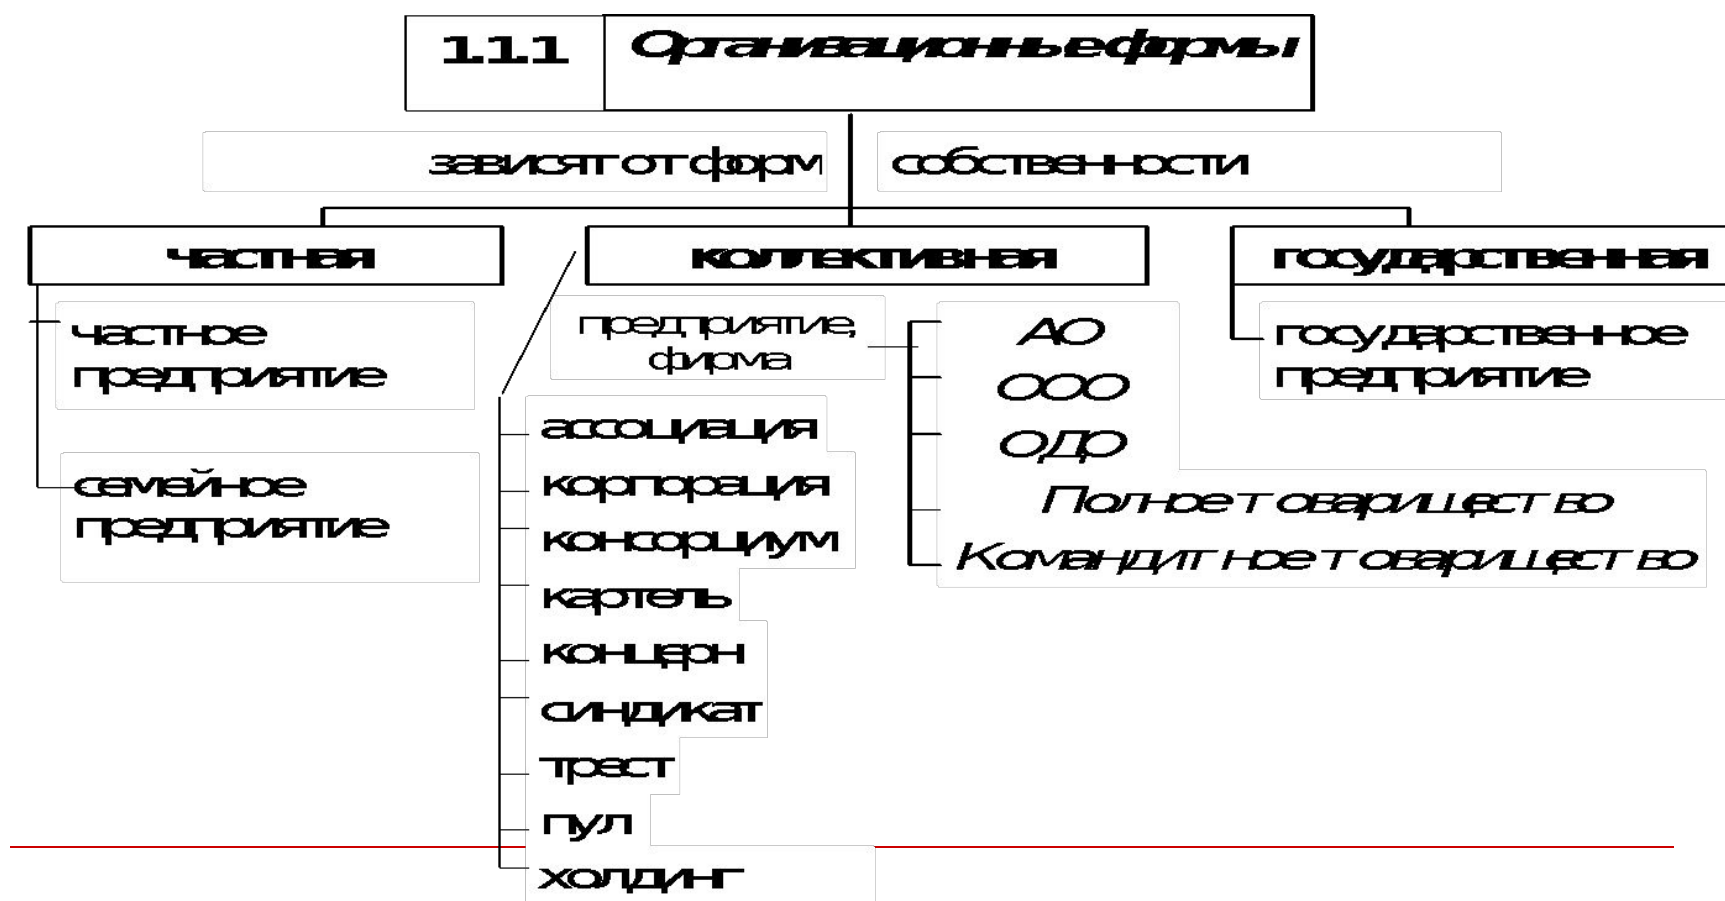 1.1.1 Организационные формы
зависят от форм собственности
частная
коллективная
государственная
частное
предприятие
семейное
предприятие
предприятие,
фирма
ассоциация
корпорация
консорциум
картель
концерн
синдикат
трест
пул
холдинг
АО
ООО
ОДО
Полное товарищество
Командитное товарищество
государственное
предприятие